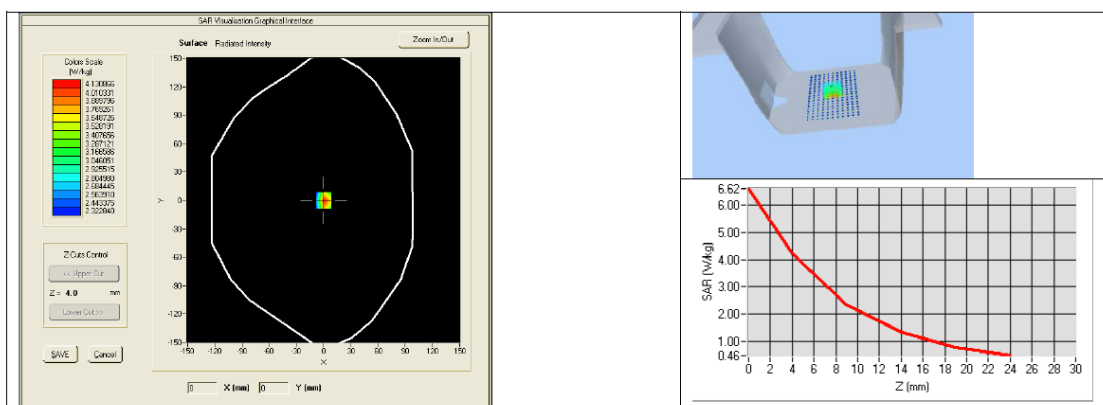 SAR Visualisation Graphical Interface
Surface Radiated Intensity
Zoom In/Out
Colors Scale
(W/kg)
4.130866
4.010331
3.889796
3.769261
3.648726
3.528191
3.407656
3.287121
3.166586
3.046051
2.925515
2.804980
2.684445
2.563910
2.443375
2.322840
150
120
90
60
30
Y
0
-30
-60
-90
-120
-150
-150 -120 -90 -60 -30 0 30 60 90 120 150
X
Z-Cuts Control
<< Upper Cut
Z = 4.0 mm
Lower Cut >>
SAVE Cancel
0 X (mm) 0 Y (mm)
6.62
6.00
5.00
4.00
3.00
2.00
1.00
0.46
SAR (W/kg)
0 2 4 6 8 10 12 14 16 18 20 22 24 26 28 30
Z (mm)